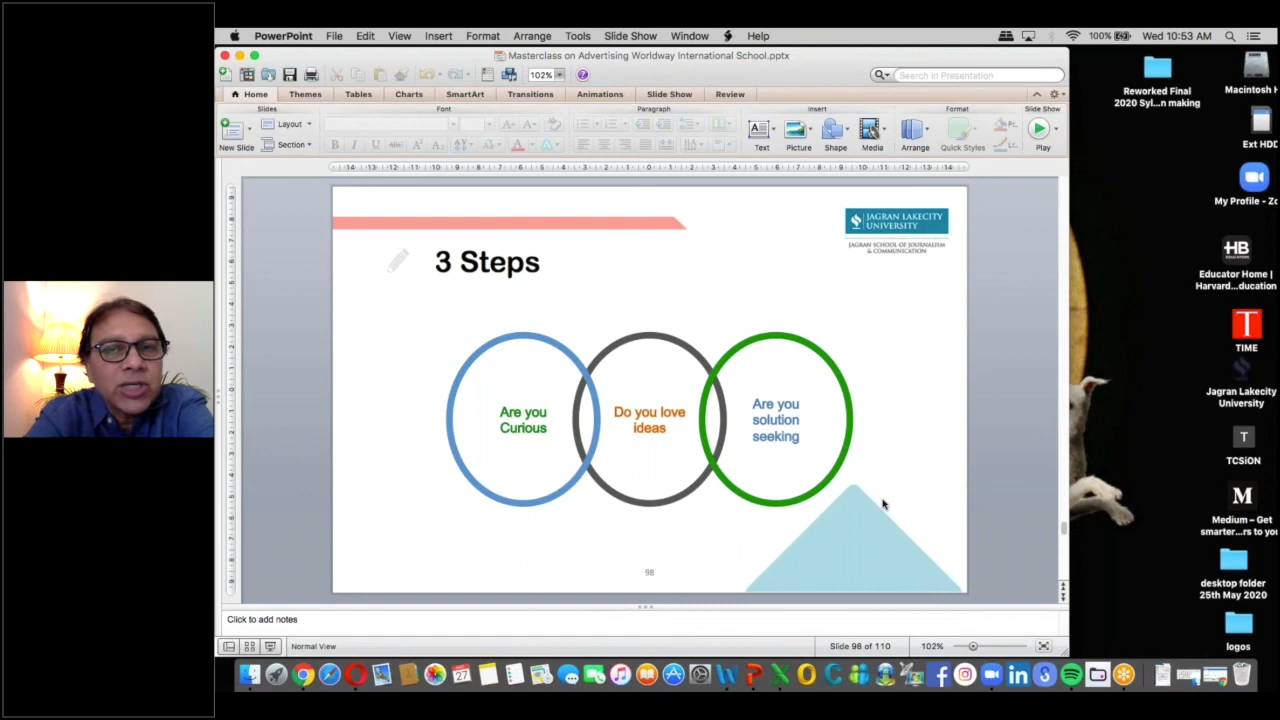 PowerPoint File Edit View Insert Format Arrange Tools Slide Show Window Help
100% Wed 10:53 AM
Masterclass on Advertising Worldway International School.pptx
102%
Search in Presentation
Home Themes Tables Charts SmartArt Transitions Animations Slide Show Review
Slides Font Paragraph Insert Format Slide Show
Layout
Section
New Slide
Text Picture Shape Media Arrange Quick Styles Play
JAGRAN LAKECITY
UNIVERSITY
JAGRAN SCHOOL OF JOURNALISM
& COMMUNICATION
3 Steps
Are you
Curious
Do you love
ideas
Are you
solution
seeking
98
Click to add notes
Normal View
Slide 98 of 110
102%
Reworked Final
2020 Syl...n making
Macintosh H
Ext HDD
My Profile - Zo
HB
Educator Home |
Harvard...ducation
T
TIME
Jagran Lakecity
University
T
TCSiON
M
Medium – Get
smarter...rs to you
desktop folder
25th May 2020
logos
27